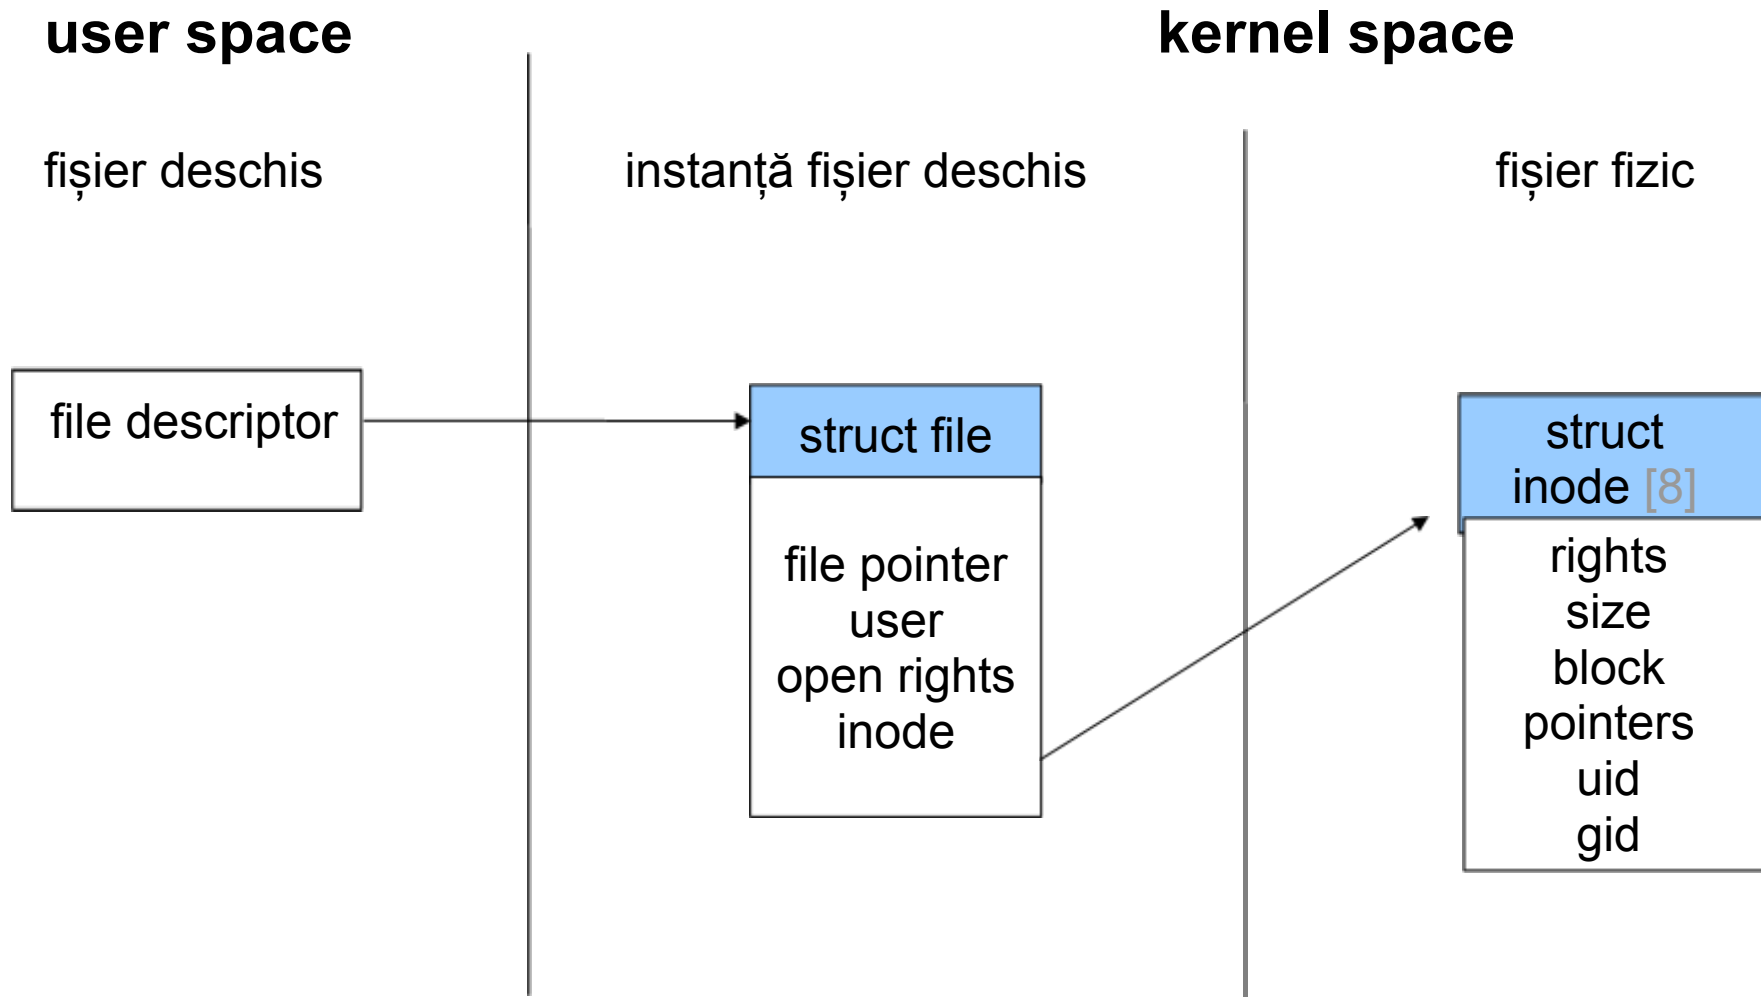 user space
kernel space
fișier deschis
instanță fișier deschis
fișier fizic
file descriptor
struct file
file pointer
user
open rights
inode
struct
inode [8]
rights
size
block
pointers
uid
gid